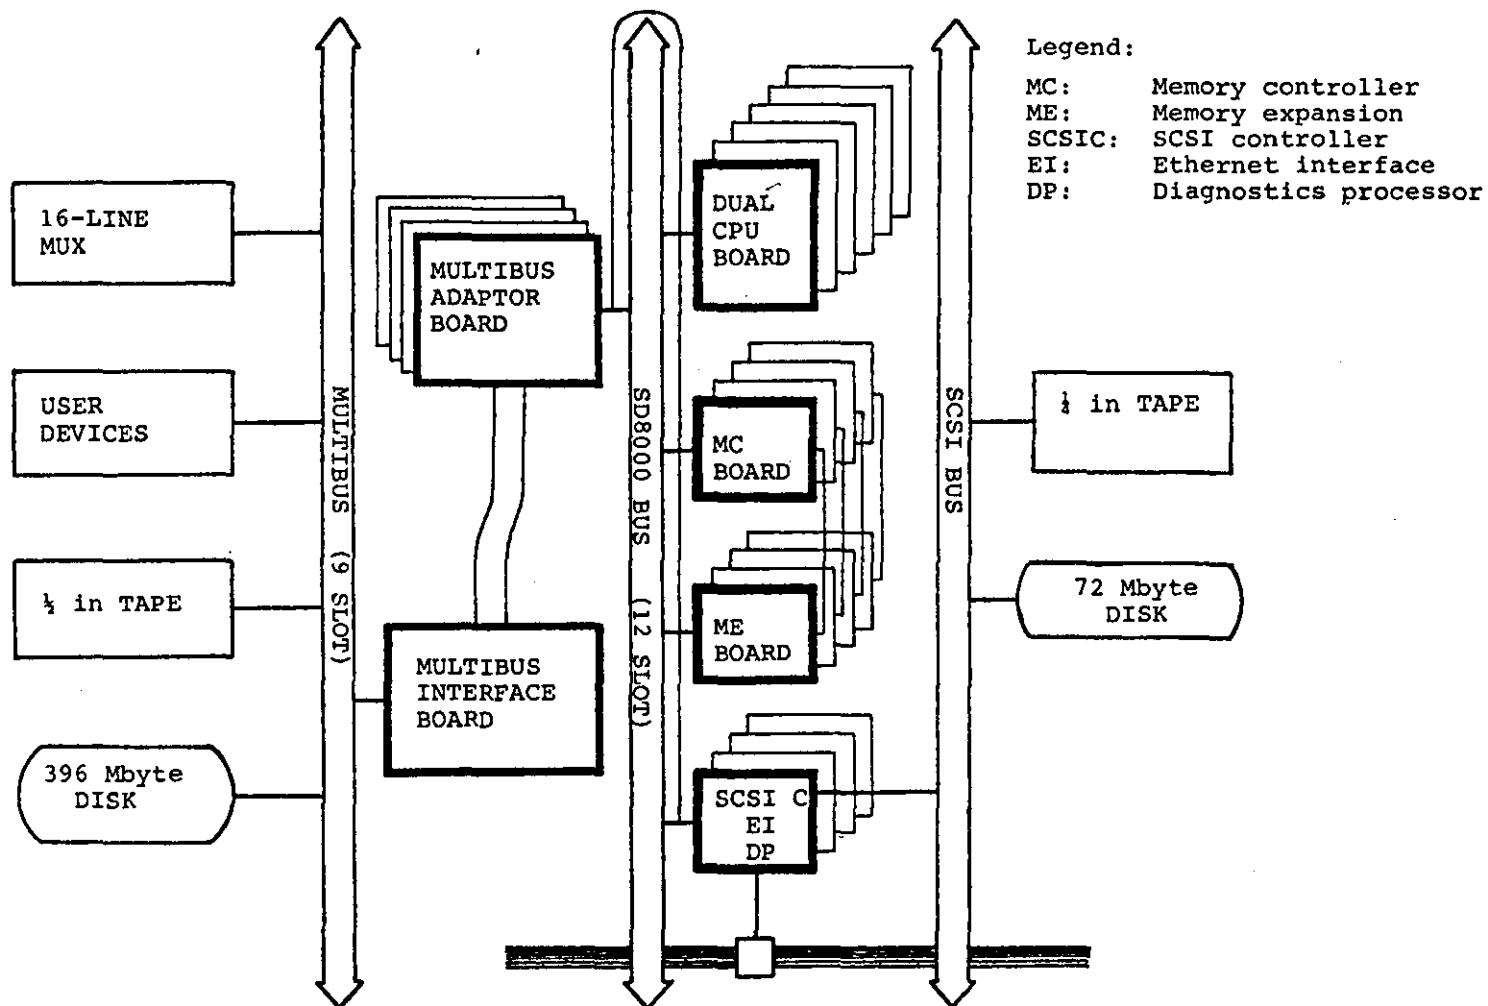 Legend:
MC: Memory controller
ME: Memory expansion
SCSIC: SCSI controller
EI: Ethernet interface
DP: Diagnostics processor
16-LINE
MUX
USER
DEVICES
½ in TAPE
396 Mbyte
DISK
MULTIBUS (9 SLOT)
MULTIBUS
ADAPTOR
BOARD
MULTIBUS
INTERFACE
BOARD
SD8000 BUS (12 SLOT)
DUAL
CPU
BOARD
MC
BOARD
ME
BOARD
SCSI C
EI
DP
SCSI BUS
in TAPE
72 Mbyte
DISK